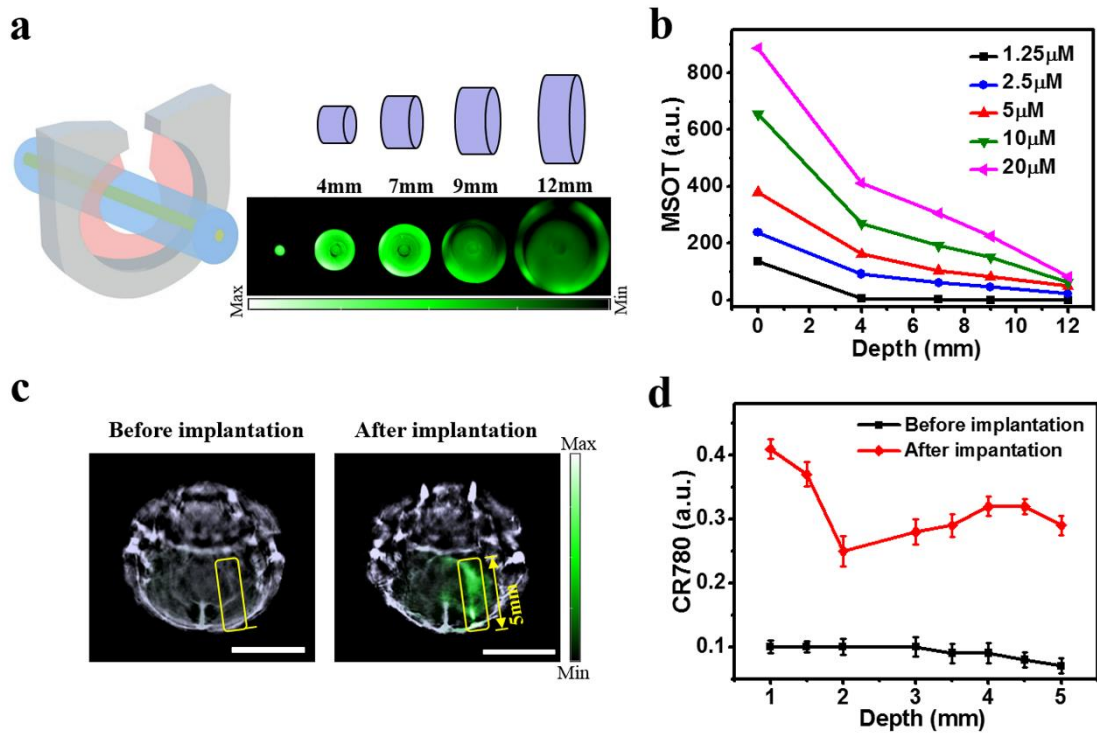 a
4mm 7mm 9mm 12mm
Max Min
b
MSOT (a.u.)
800
600
400
200
0
1.25μM
2.5μM
5μM
10μM
20μM
0 2 4 6 8 10 12
Depth (mm)
c
Before implantation After implantation
Max
5mm
Min
d
CR780 (a.u.)
0.4
0.3
0.2
0.1
Before implantation
After impantation
1 2 3 4 5
Depth (mm)